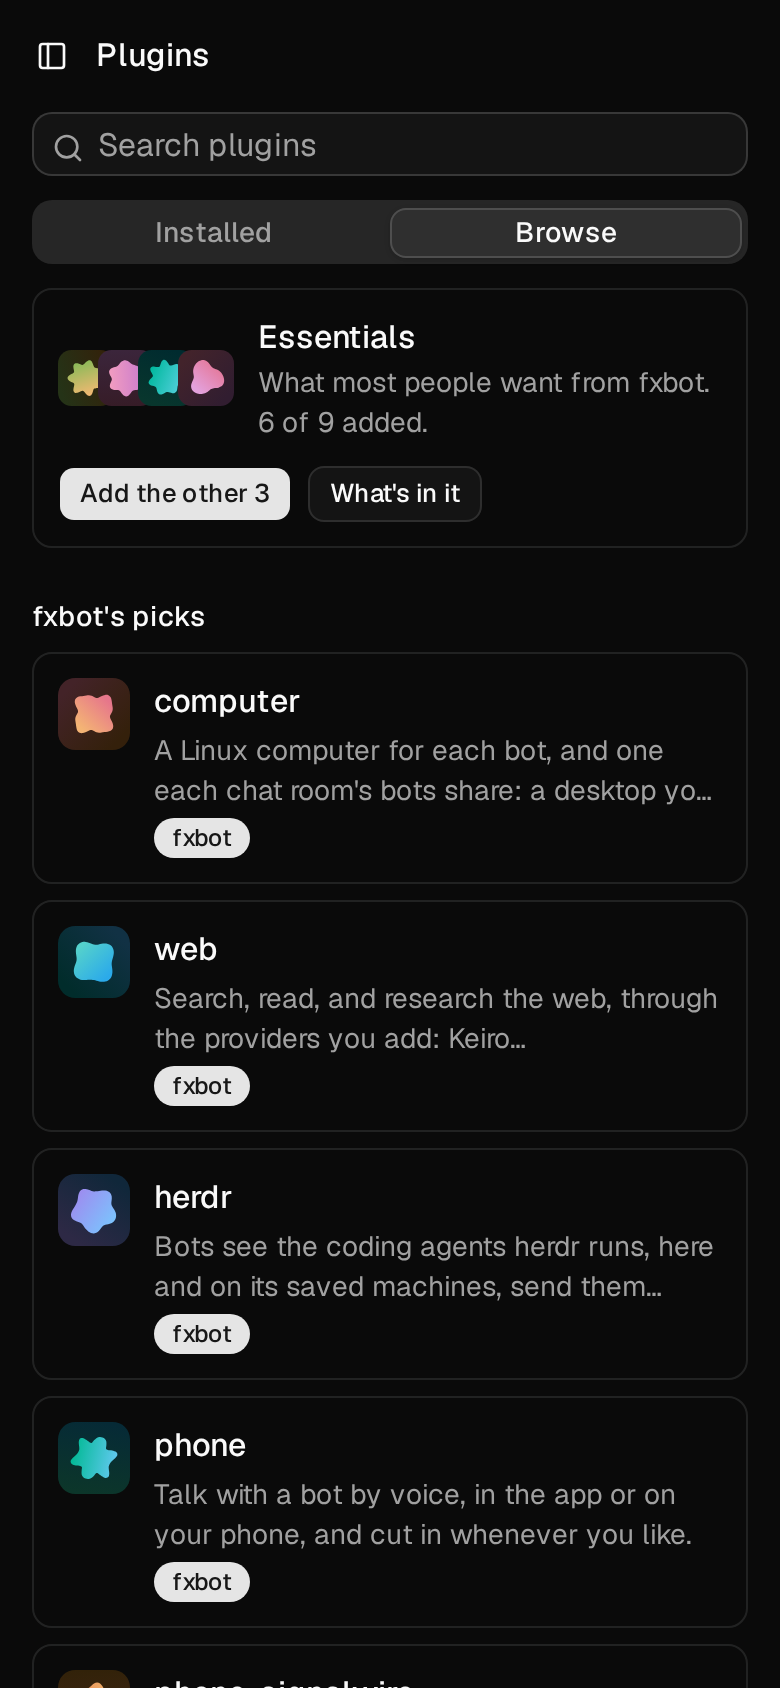 Plugins
Search plugins
Installed
Browse
Essentials
What most people want from fxbot.
6 of 9 added.
Add the other 3
What's in it
fxbot's picks
computer
A Linux computer for each bot, and one
each chat room's bots share: a desktop yo…
fxbot
web
Search, read, and research the web, through
the providers you add: Keiro…
fxbot
herdr
Bots see the coding agents herdr runs, here
and on its saved machines, send them…
fxbot
phone
Talk with a bot by voice, in the app or on
your phone, and cut in whenever you like.
fxbot